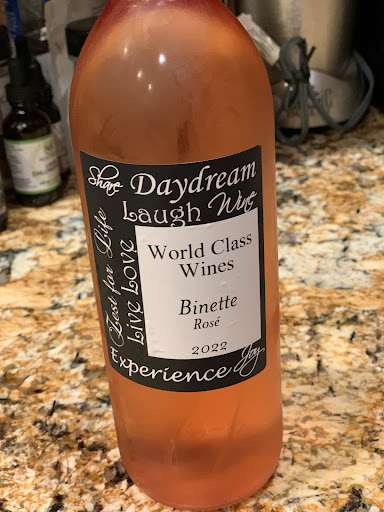 Share
Daydream
Laugh Wine
Zest for Life
Live Love
World Class
Wines
Binette
Rosé
2022
Experience
Joy